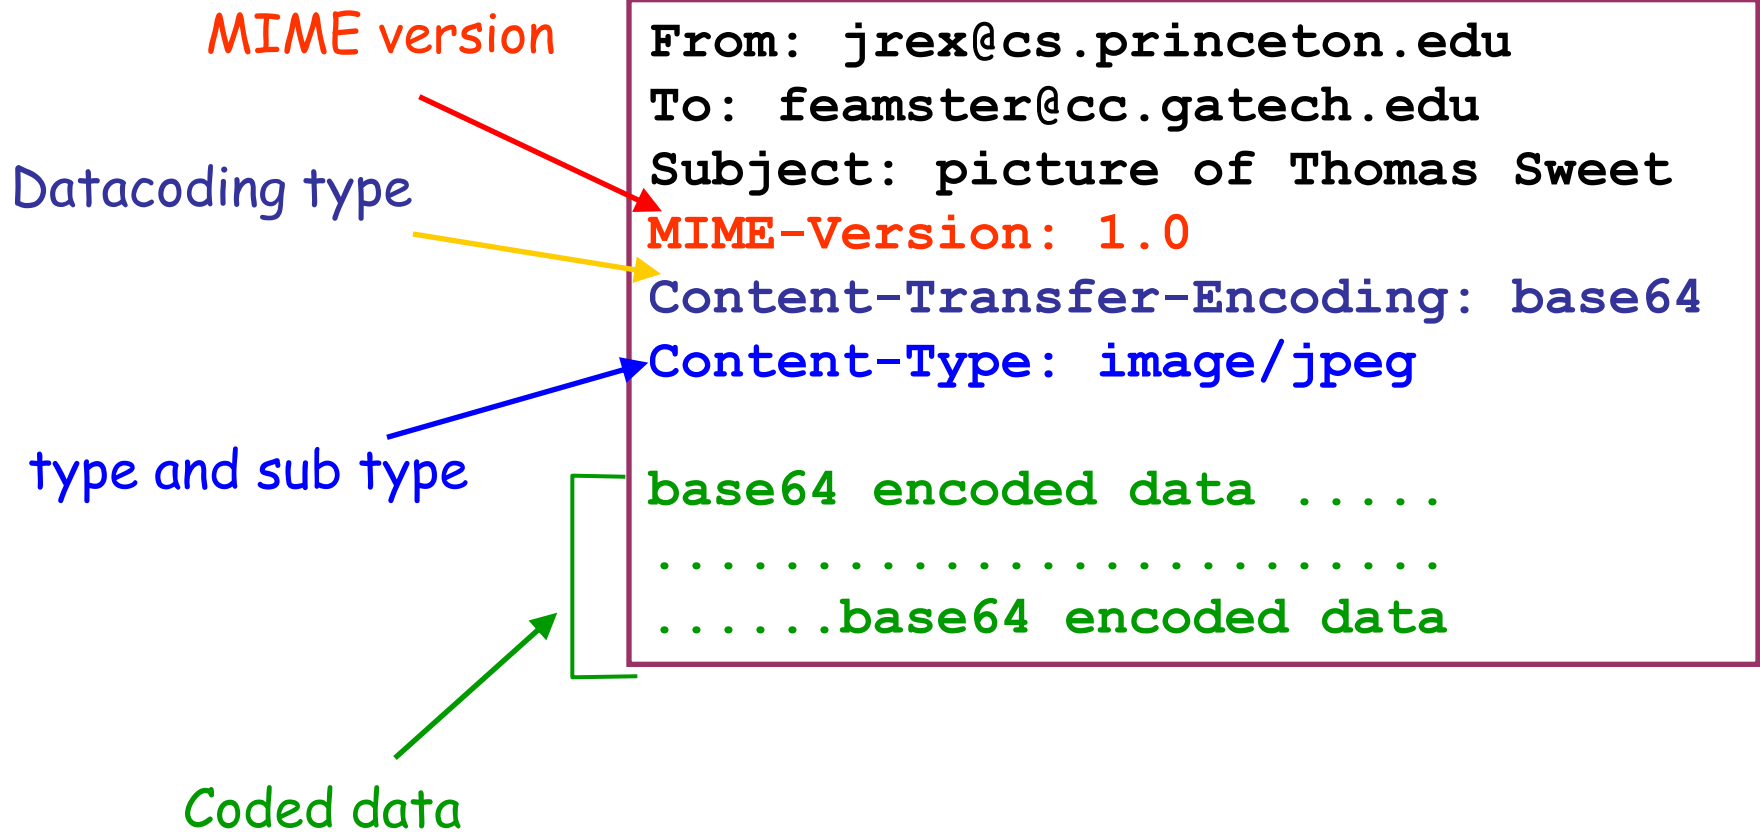 MIME version
Datacoding type
type and sub type
Coded data
From: jrex@cs.princeton.edu
To: feamster@cc.gatech.edu
Subject: picture of Thomas Sweet
MIME-Version: 1.0
Content-Transfer-Encoding: base64
Content-Type: image/jpeg
base64 encoded data .....
.........................
......base64 encoded data